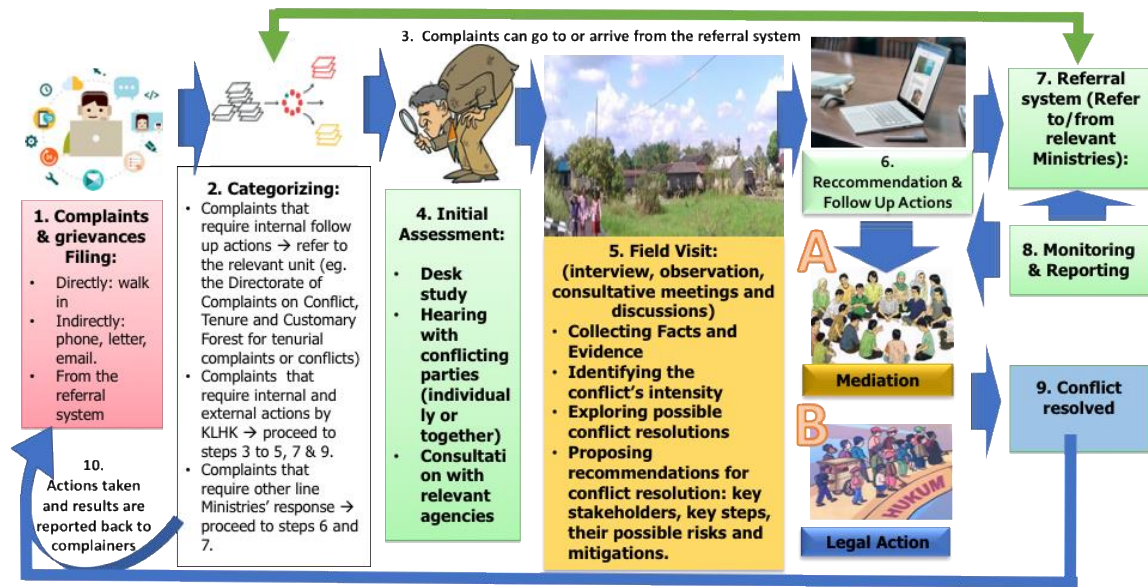 3.  Complaints can go to or arrive from the referral system
1. Complaints
& grievances
Filing:
• Directly: walk
in
• Indirectly:
phone, letter,
email.
• From the
referral
system
10.
Actions taken
and results are
reported back to
complainers
2. Categorizing:
• Complaints that
require internal follow
up actions → refer to
the relevant unit (eg.
the Directorate of
Complaints on Conflict,
Tenure and Customary
Forest for tenurial
complaints or conflicts)
• Complaints  that
require internal and
external actions by
KLHK → proceed to
steps 3 to 5, 7 & 9.
• Complaints that
require other line
Ministries' response →
proceed to steps 6 and
7.
4. Initial
Assessment:
• Desk
study
• Hearing
with
conflicting
parties
(individual
ly or
together)
• Consultati
on with
relevant
agencies
5. Field Visit:
(interview, observation,
consultative meetings and
discussions)
• Collecting Facts and
Evidence
• Identifying the
conflict's intensity
• Exploring possible
conflict resolutions
• Proposing
recommendations for
conflict resolution: key
stakeholders, key steps,
their possible risks and
mitigations.
6.
Reccommendation &
Follow Up Actions
A
Mediation
B
HUKUM
Legal Action
7. Referral
system (Refer
to/from
relevant
Ministries):
8. Monitoring
& Reporting
9. Conflict
resolved